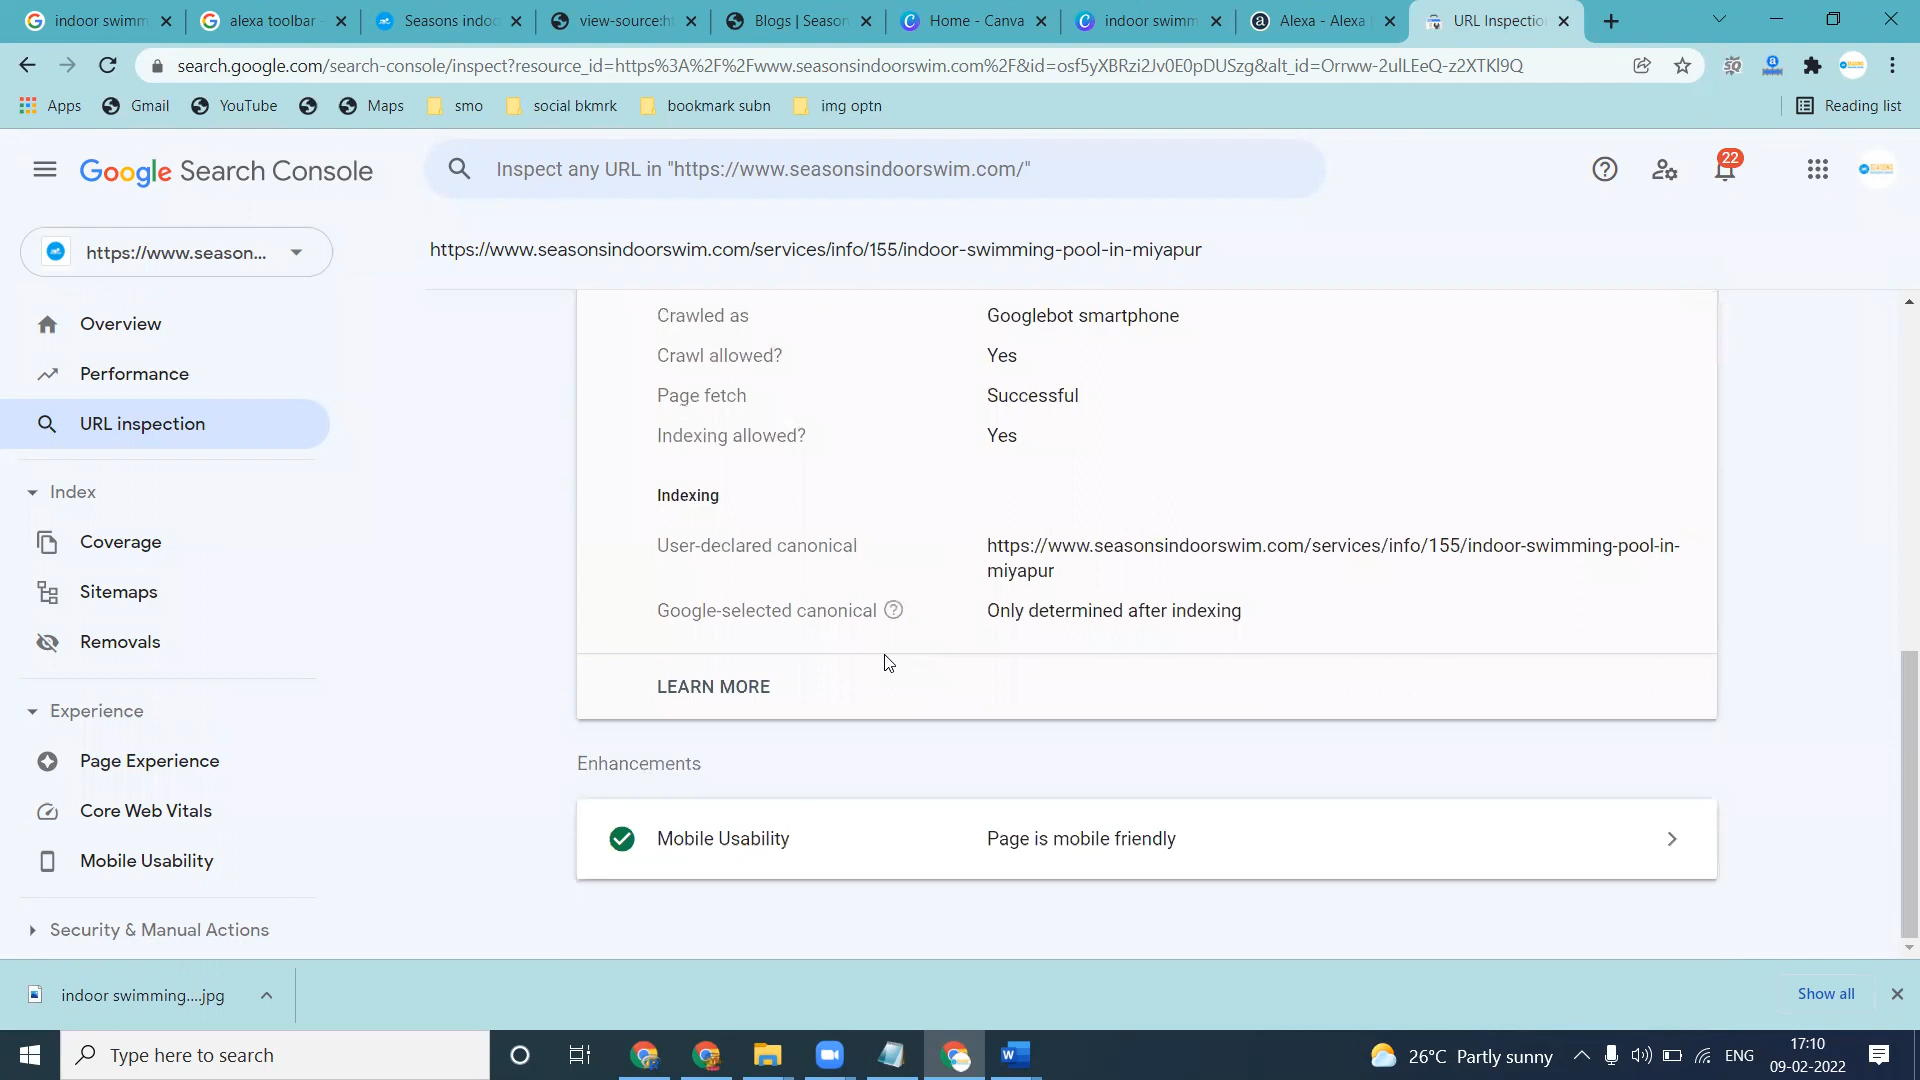 indoor swimm
alexa toolbar
Seasons indoo
view-source:ht
Blogs | Season
Home - Canva
indoor swimm
Alexa - Alexa
URL Inspectio
search.google.com/search-console/inspect?resource_id=https%3A%2F%2Fwww.seasonsindoorswim.com%2F&id=osf5yXBRzi2Jv0E0pDUSzg&alt_id=Orrww-2ulLEeQ-z2XTKl9Q
Apps
Gmail
YouTube
Maps
smo
social bkmrk
bookmark subn
img optn
Reading list
Google Search Console
Inspect any URL in "https://www.seasonsindoorswim.com/"
22
https://www.season...
https://www.seasonsindoorswim.com/services/info/155/indoor-swimming-pool-in-miyapur
Overview
Performance
URL inspection
Index
Coverage
Sitemaps
Removals
Experience
Page Experience
Core Web Vitals
Mobile Usability
Security & Manual Actions
Crawled as Googlebot smartphone
Crawl allowed? Yes
Page fetch Successful
Indexing allowed? Yes
Indexing
User-declared canonical https://www.seasonsindoorswim.com/services/info/155/indoor-swimming-pool-in-
miyapur
Google-selected canonical Only determined after indexing
LEARN MORE
Enhancements
Mobile Usability Page is mobile friendly
indoor swimming....jpg
Show all
Type here to search
26°C Partly sunny
ENG
17:10
09-02-2022